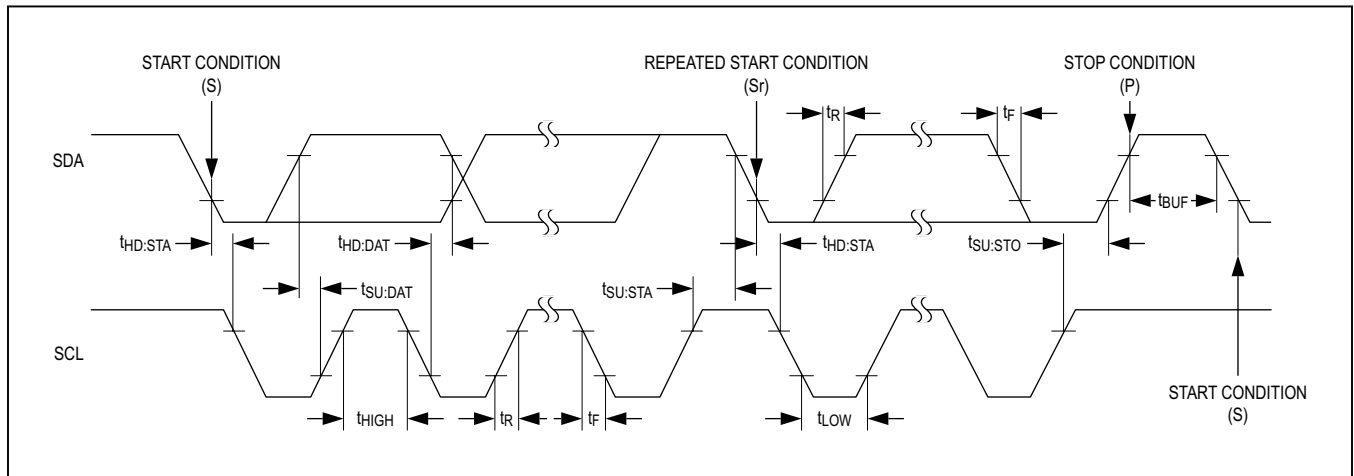 START CONDITION
(S)
REPEATED START CONDITION
(Sr)
STOP CONDITION
(P)
tR
tF
SDA
tBUF
tHD:STA
tHD:DAT
tHD:STA
tSU:STO
tSU:DAT
tSU:STA
SCL
START CONDITION
(S)
tHIGH
tR
tF
tLOW